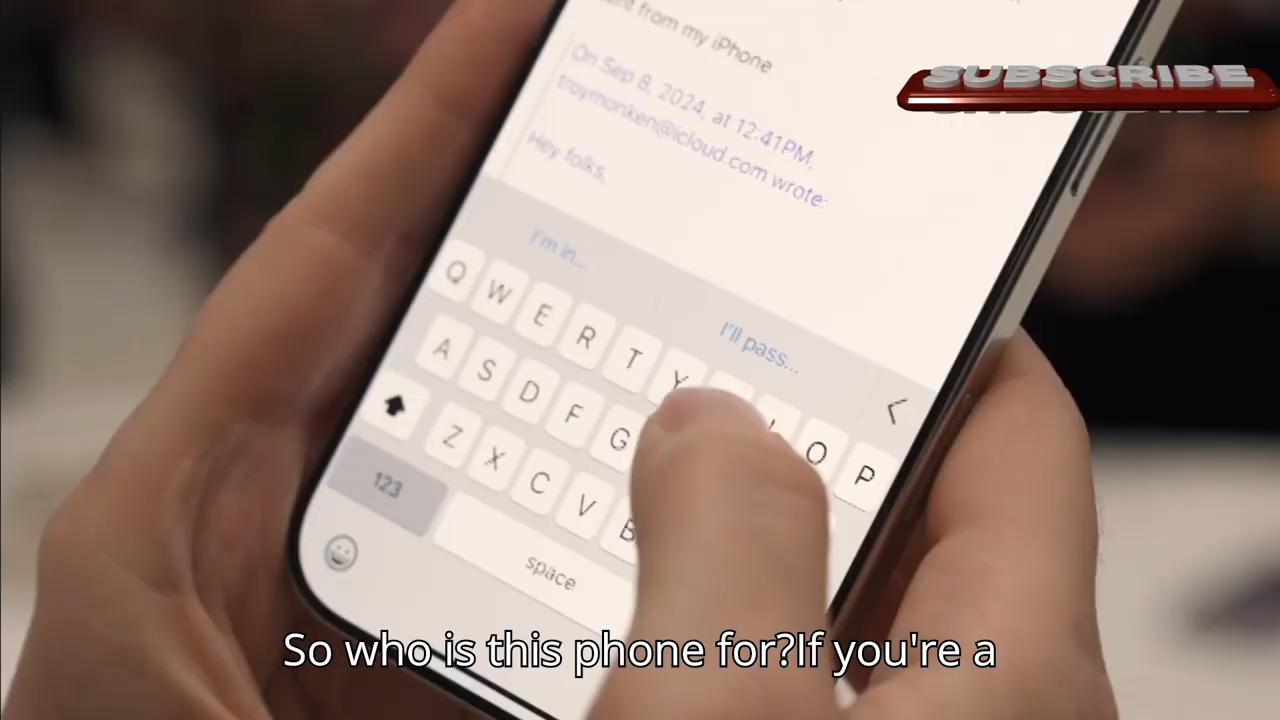 SUBSCRIBE
from my iPhone
On Sep 8, 2024, at 12:41PM,
troymonken@icloud.com wrote:
Hey folks,
I'm in...
I'll pass...
Q W E R T Y O P
A S D F G
Z X C V B
123
space
So who is this phone for?If you're a